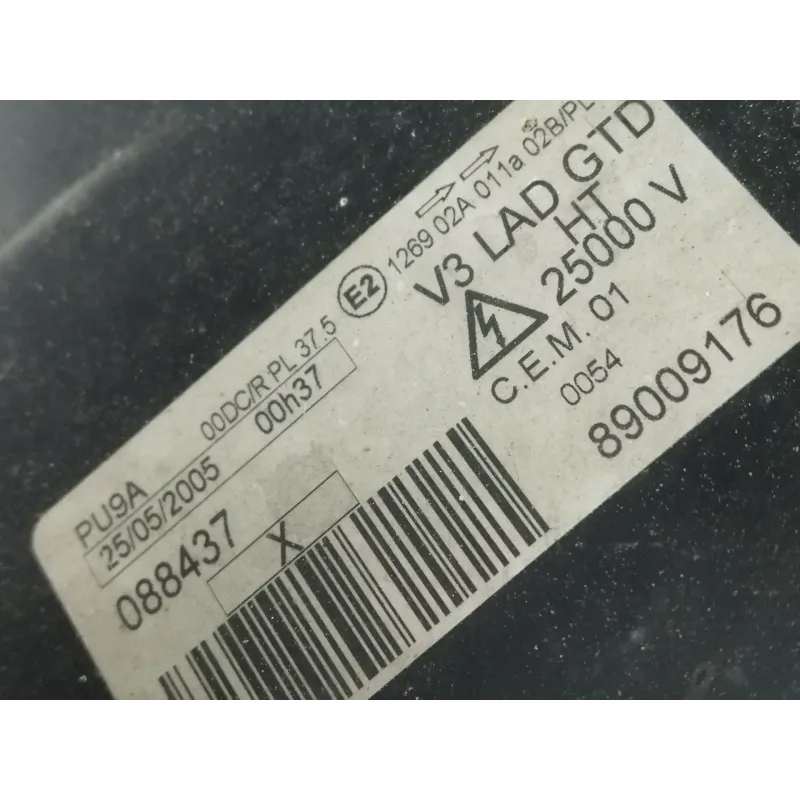 00DC/R PL 37.5 E2 1269 02A 011a 02B/PL
PU9A
25/05/2005 00h37
088437 X
V3 LAD GTD
HT
25000 V
C.E.M. 01
0054
89009176